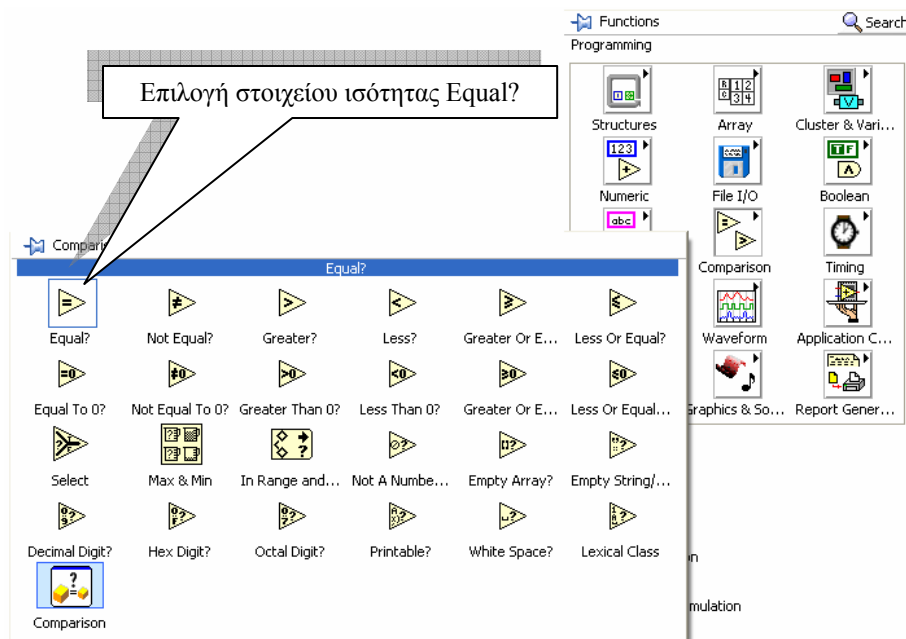 Functions
Search
Programming
Επιλογή στοιχείου ισότητας Equal?
Structures
Array
Cluster & Vari...
Numeric
File I/O
Boolean
Comparison
Timing
Waveform
Application C...
Graphics & So...
Report Gener...
Equal?
Equal?
Not Equal?
Greater?
Less?
Greater Or E...
Less Or Equal?
Equal To 0?
Not Equal To 0?
Greater Than 0?
Less Than 0?
Greater Or E...
Less Or Equal...
Select
Max & Min
In Range and...
Not A Numbe...
Empty Array?
Empty String/...
Decimal Digit?
Hex Digit?
Octal Digit?
Printable?
White Space?
Lexical Class
Comparison